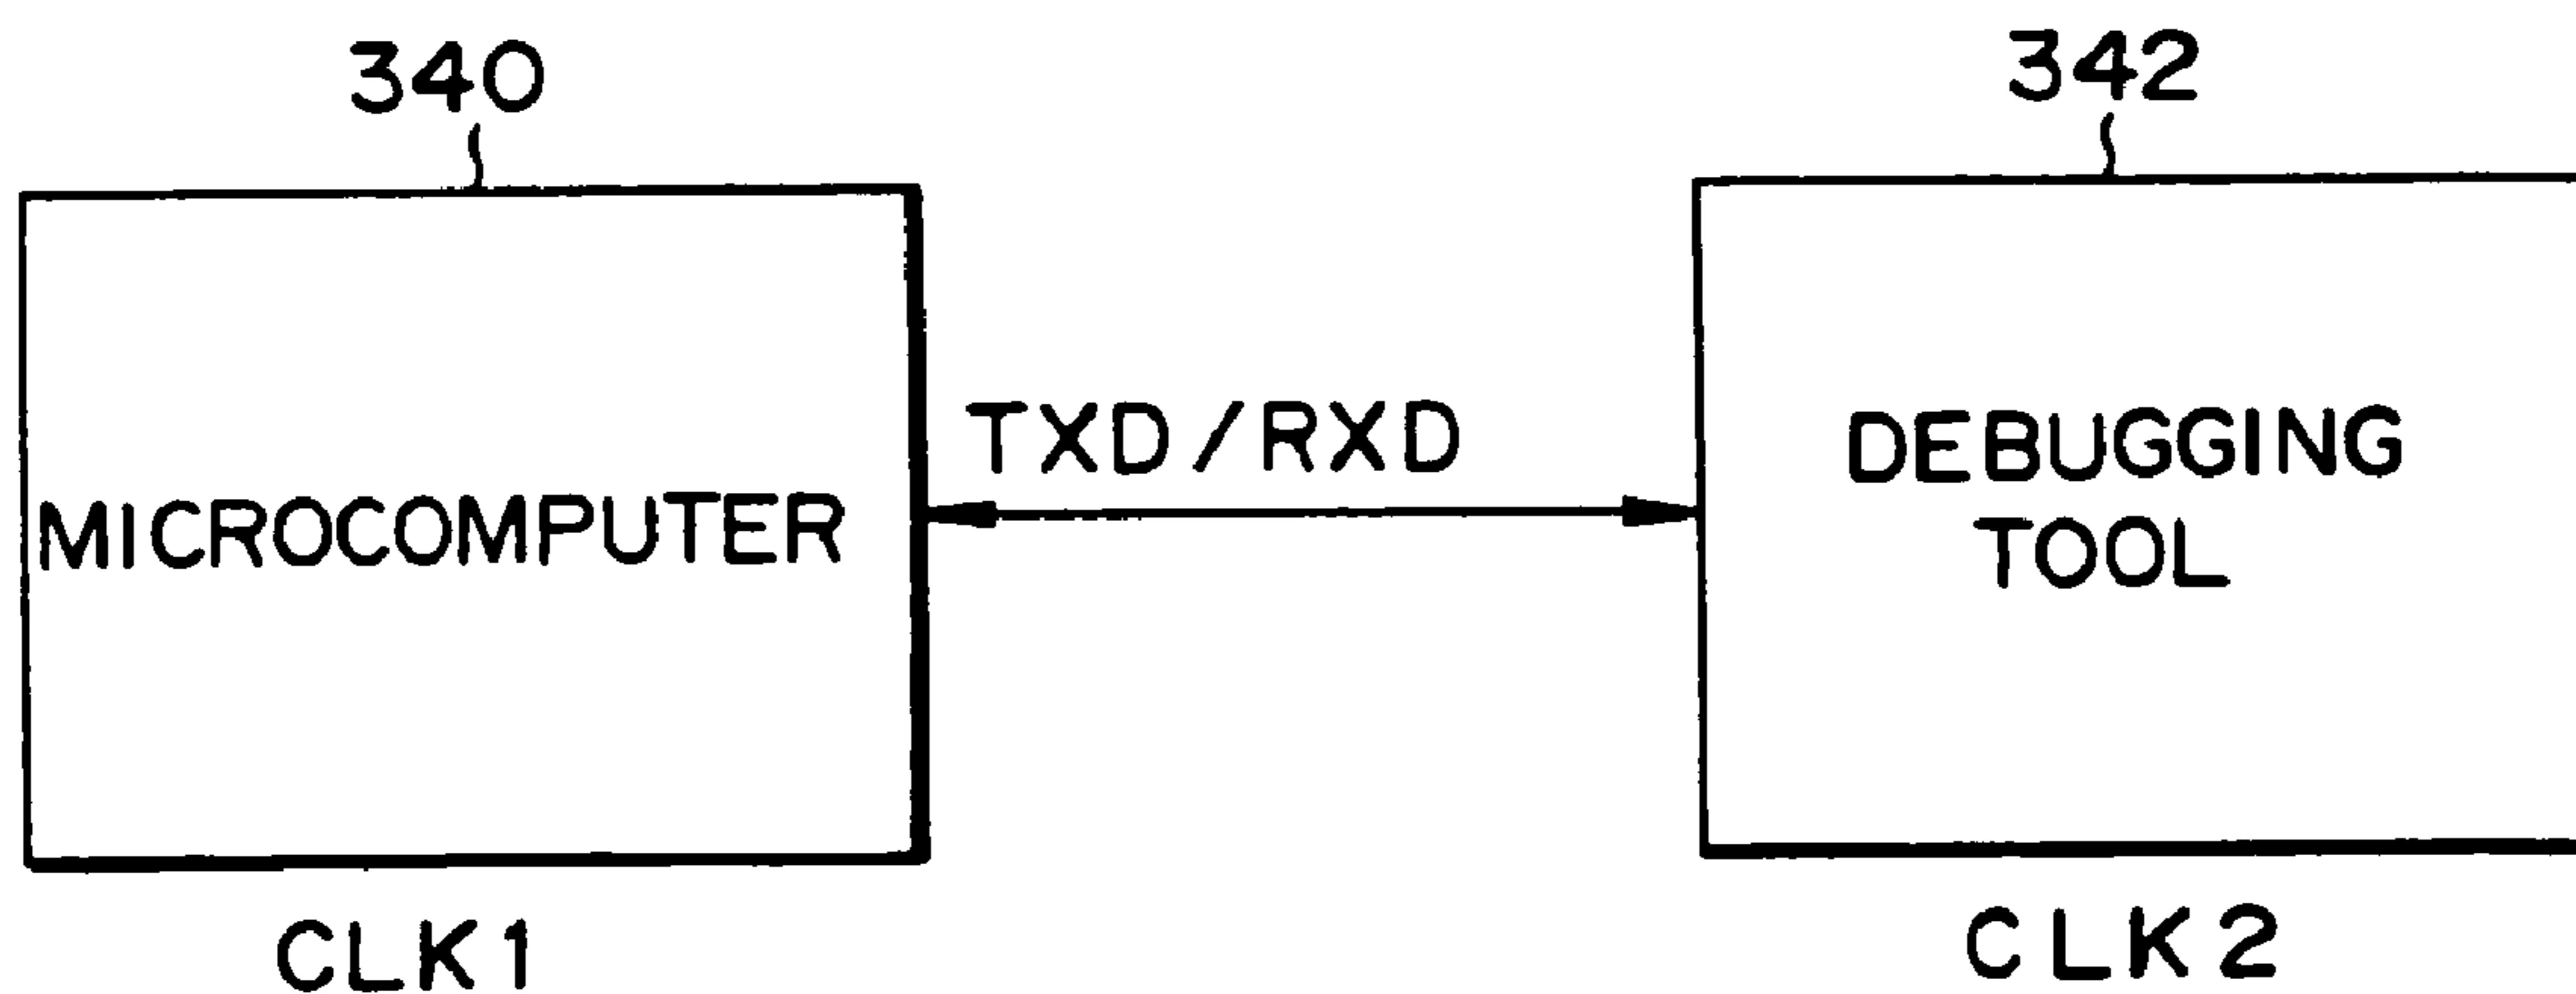 340
342
MICROCOMPUTER
TXD/RXD
DEBUGGING
TOOL
CLK1
CLK2